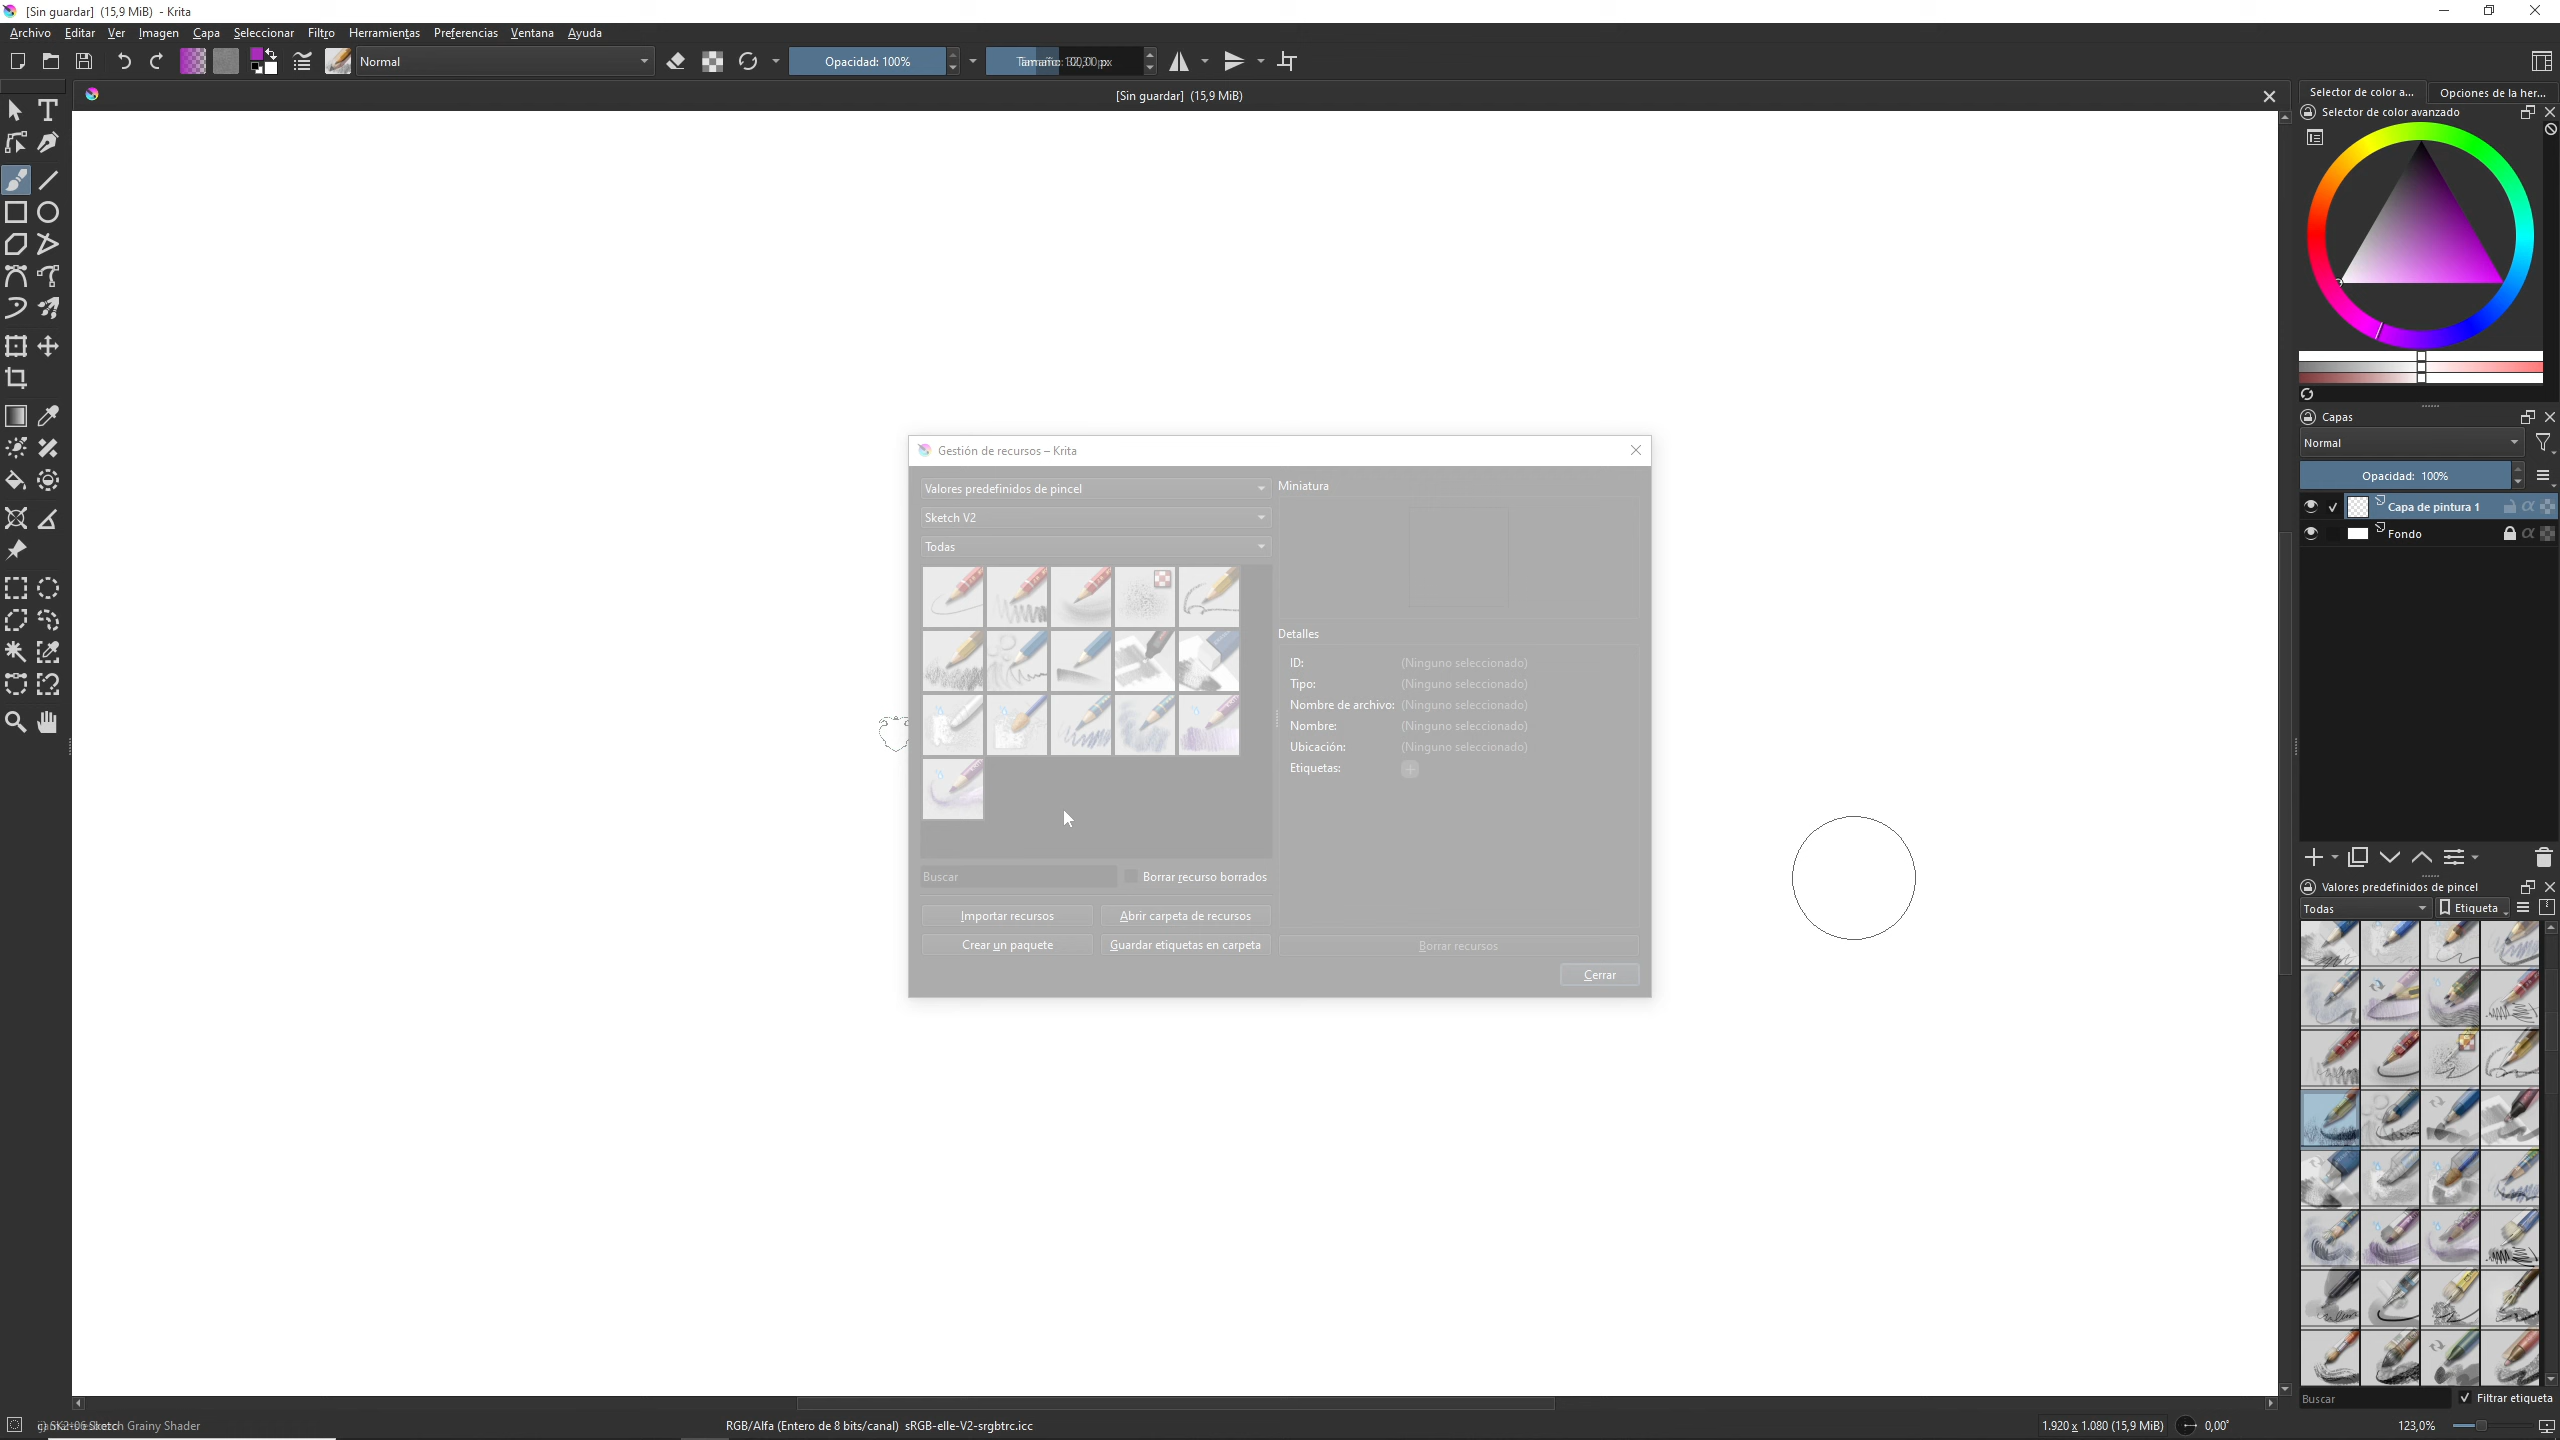 [Sin guardar]  (15,9 MiB)  - Krita
Archivo Editar Ver Imagen Capa Seleccionar Filtro Herramientas Preferencias Ventana Ayuda
Normal Opacidad: 100%
[Sin guardar]  (15,9 MiB)
Selector de color a... Opciones de la her...
Selector de color avanzado
Capas
Normal
Opacidad:  100%
Capa de pintura 1
Fondo
Gestión de recursos – Krita
Valores predefinidos de pincel
Sketch V2
Todas
Miniatura
Detalles
ID: (Ninguno seleccionado)
Tipo: (Ninguno seleccionado)
Nombre de archivo: (Ninguno seleccionado)
Nombre: (Ninguno seleccionado)
Ubicación: (Ninguno seleccionado)
Etiquetas:
Buscar Borrar recurso borrados
Importar recursos Abrir carpeta de recursos
Crear un paquete Guardar etiquetas en carpeta Borrar recursos
Cerrar
Valores predefinidos de pincel
Todas Etiqueta
Buscar Filtrar etiqueta
Sketch Grainy Shader RGB/Alfa (Entero de 8 bits/canal)  sRGB-elle-V2-srgbtrc.icc 1.920 x 1.080 (15,9 MiB) 0,00° 123,0%